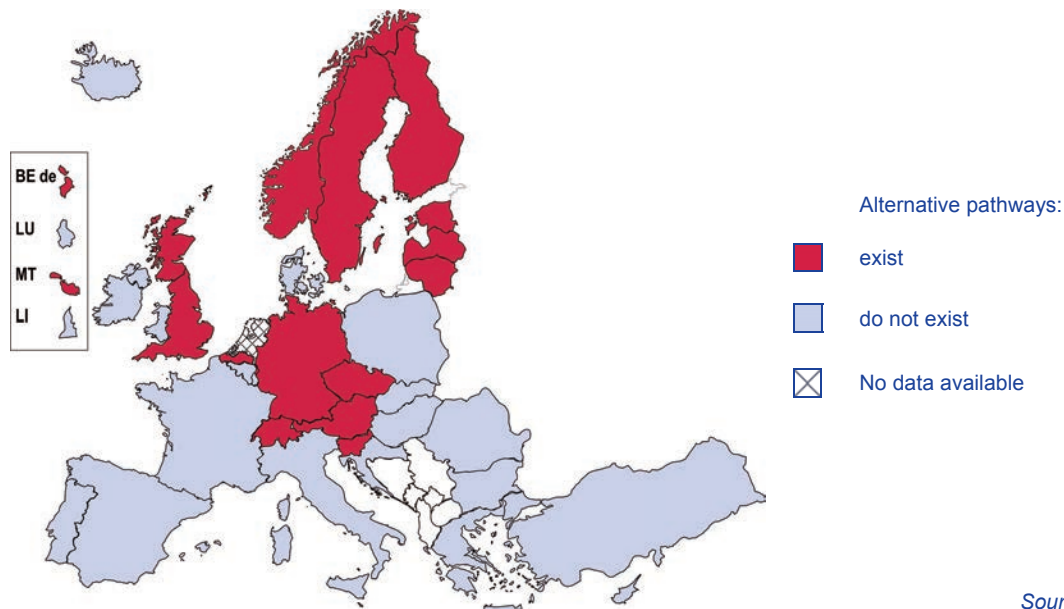 BE de
LU
MT
LI
Alternative pathways:
exist
do not exist
No data available